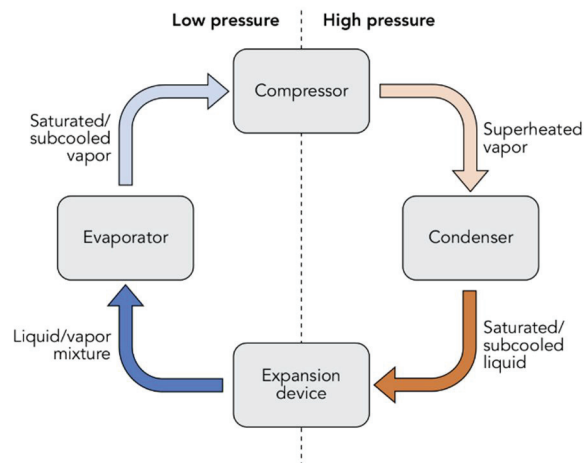 Low pressure
High pressure
Compressor
Saturated/
subcooled
vapor
Superheated
vapor
Evaporator
Condenser
Liquid/vapor
mixture
Saturated/
subcooled
liquid
Expansion
device